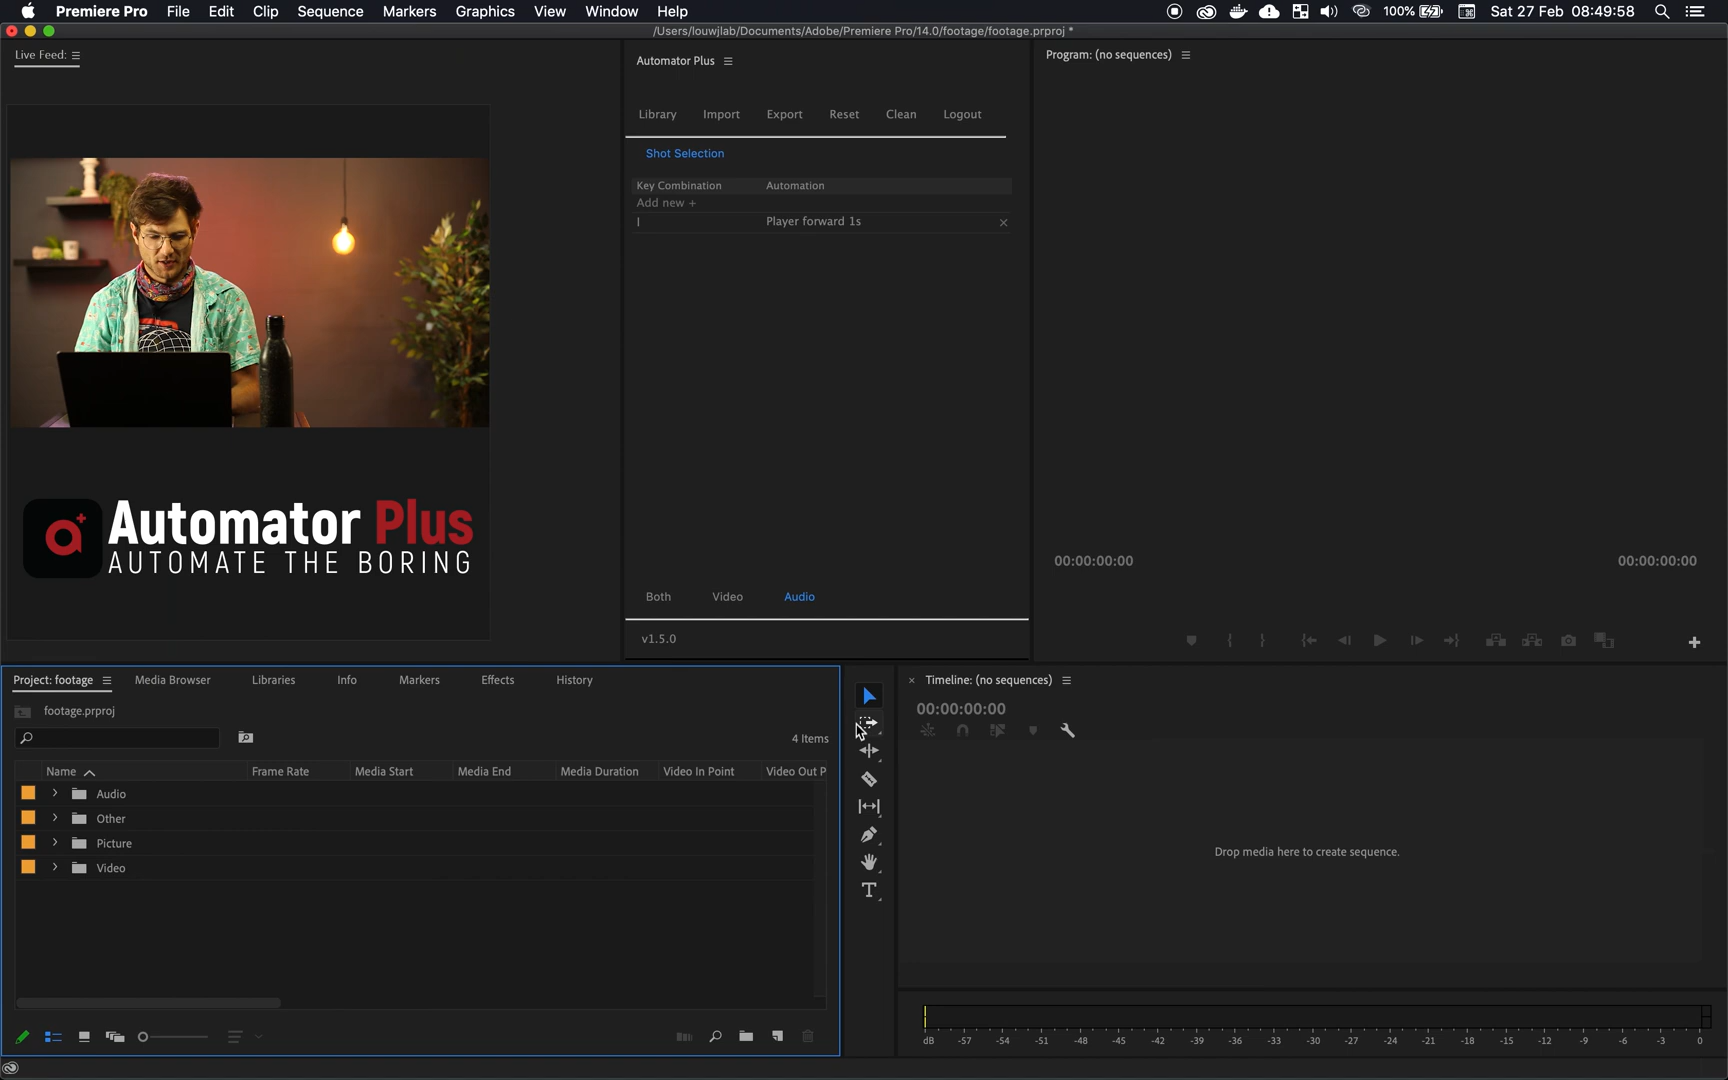 Premiere Pro File Edit Clip Sequence Markers Graphics View Window Help 100% Sat 27 Feb 08:49:58
/Users/louwjlab/Documents/Adobe/Premiere Pro/14.0/footage/footage.prproj *
Live Feed:
Automator Plus
AUTOMATE THE BORING
Automator Plus
Library Import Export Reset Clean Logout
Shot Selection
Key Combination Automation
Add new +
l Player forward 1s
Both Video Audio
v1.5.0
Program: (no sequences)
00:00:00:00 00:00:00:00
Project: footage Media Browser Libraries Info Markers Effects History
footage.prproj
4 Items
Name Frame Rate Media Start Media End Media Duration Video In Point Video Out P
Audio
Other
Picture
Video
Timeline: (no sequences)
00:00:00:00
Drop media here to create sequence.
dB -57 -54 -51 -48 -45 -42 -39 -36 -33 -30 -27 -24 -21 -18 -15 -12 -9 -6 -3 0